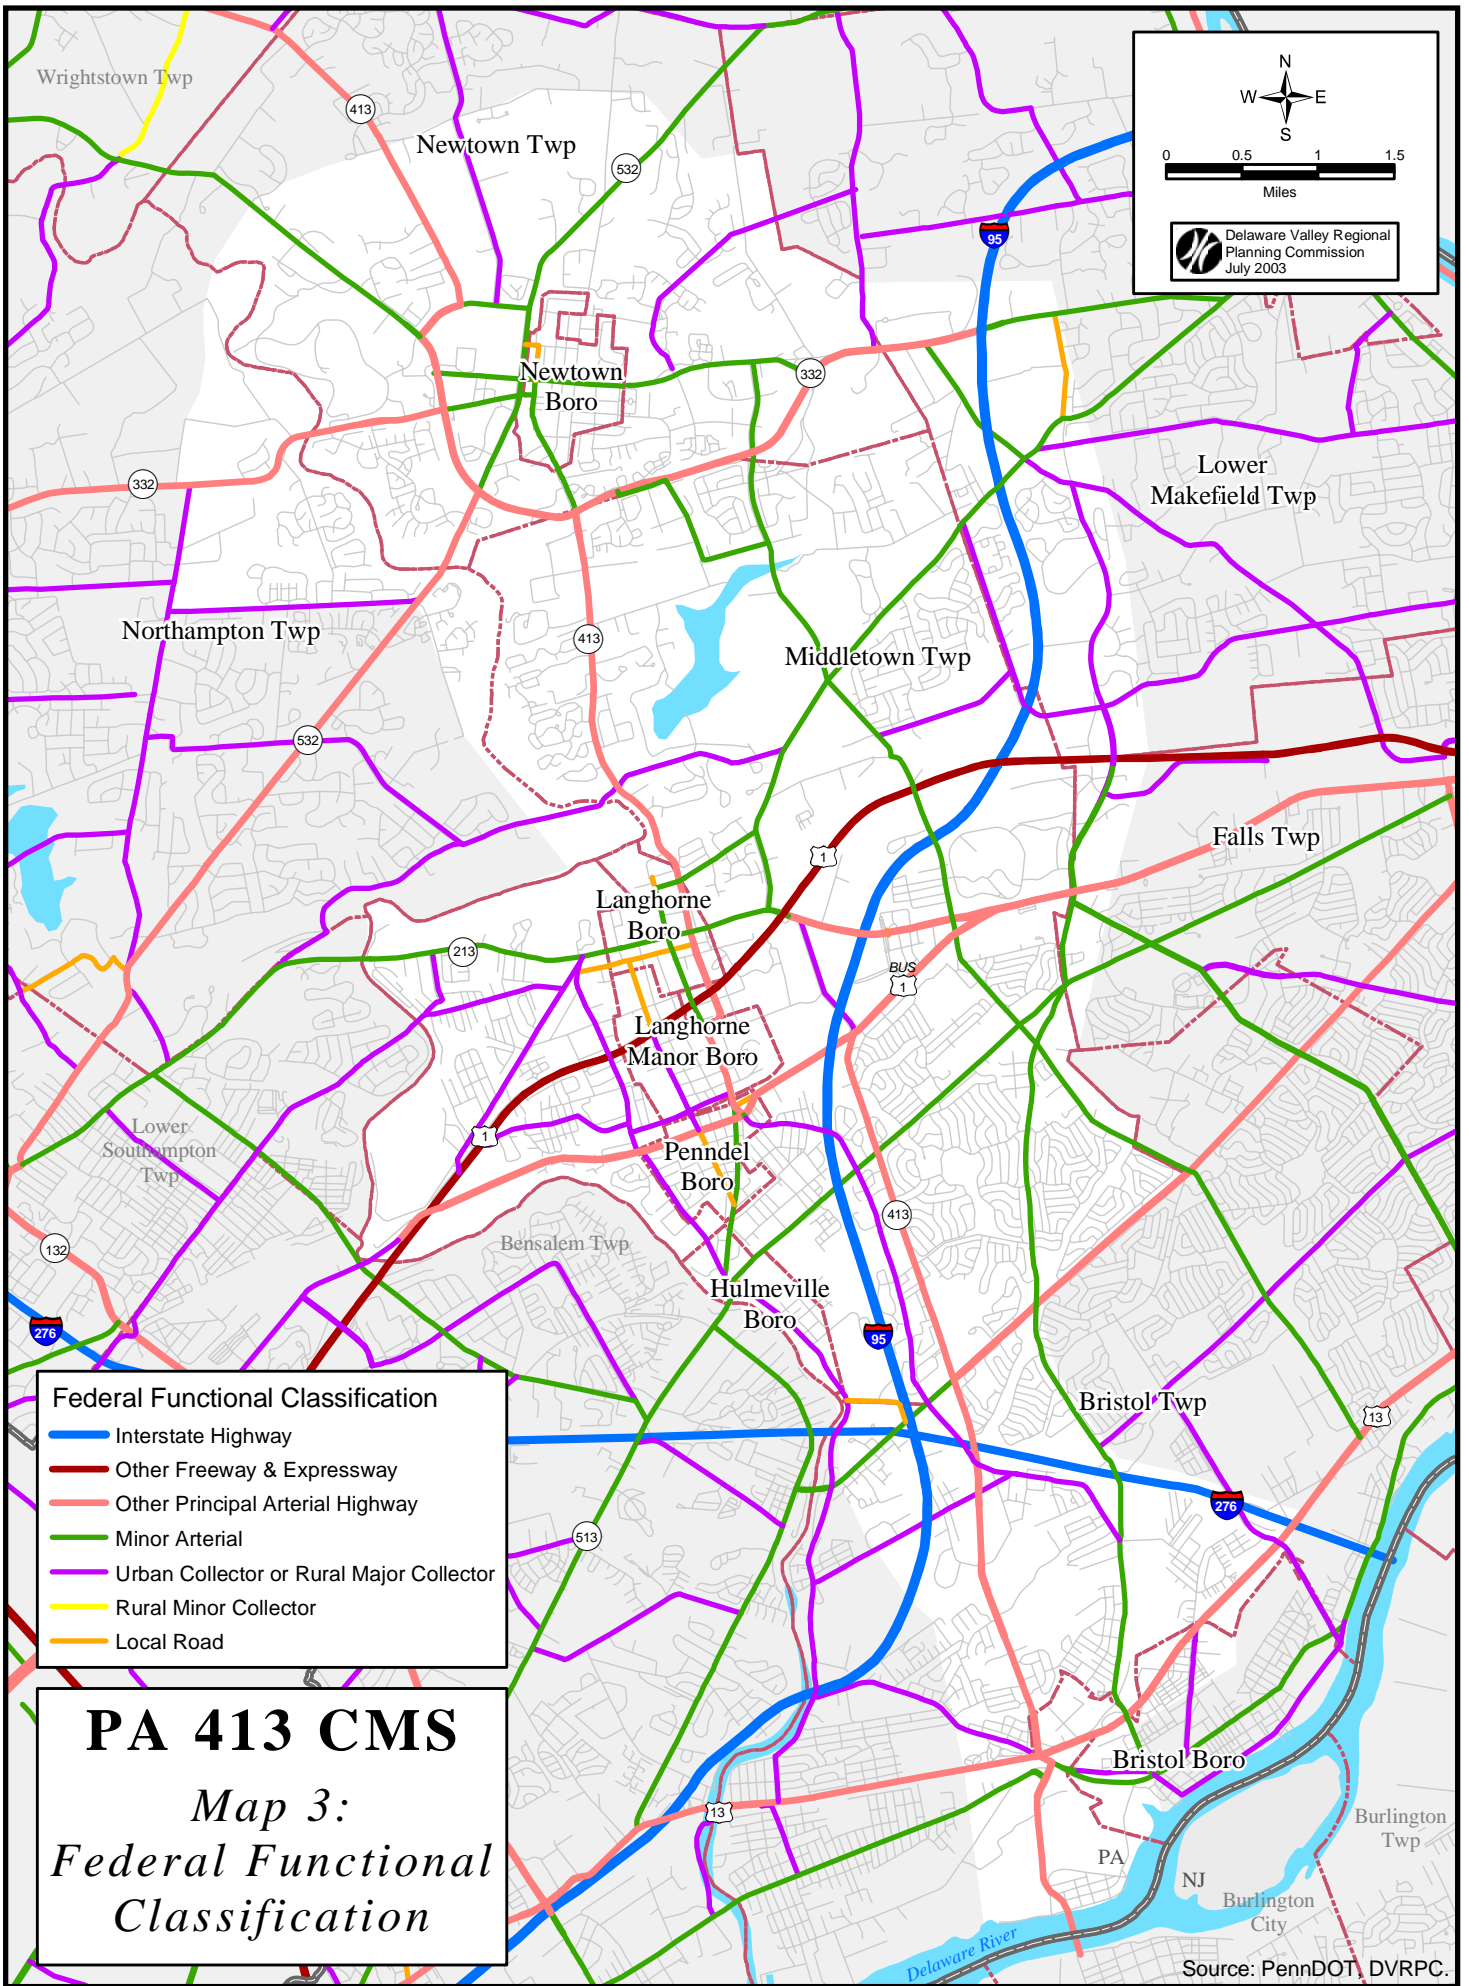 Wrightstown Twp
413
Newtown Twp
532
N
W E
S
0 0.5 1 1.5
Miles
Delaware Valley Regional
Planning Commission
July 2003
95
Newtown
Boro
332
332
Lower
Makefield Twp
Northampton Twp
413
Middletown Twp
532
1
Falls Twp
Langhorne
Boro
213
BUS
1
Langhorne
Manor Boro
1
Lower
Southampton
Twp
Penndel
Boro
413
132
Bensalem Twp
Hulmeville
Boro
276
95
Bristol Twp
13
Federal Functional Classification
Interstate Highway
Other Freeway & Expressway
Other Principal Arterial Highway
Minor Arterial
Urban Collector or Rural Major Collector
Rural Minor Collector
Local Road
276
513
PA 413 CMS
Map 3:
Federal Functional
Classification
Bristol Boro
13
Burlington
Twp
PA
NJ
Burlington
City
Delaware River
Source: PennDOT, DVRPC.